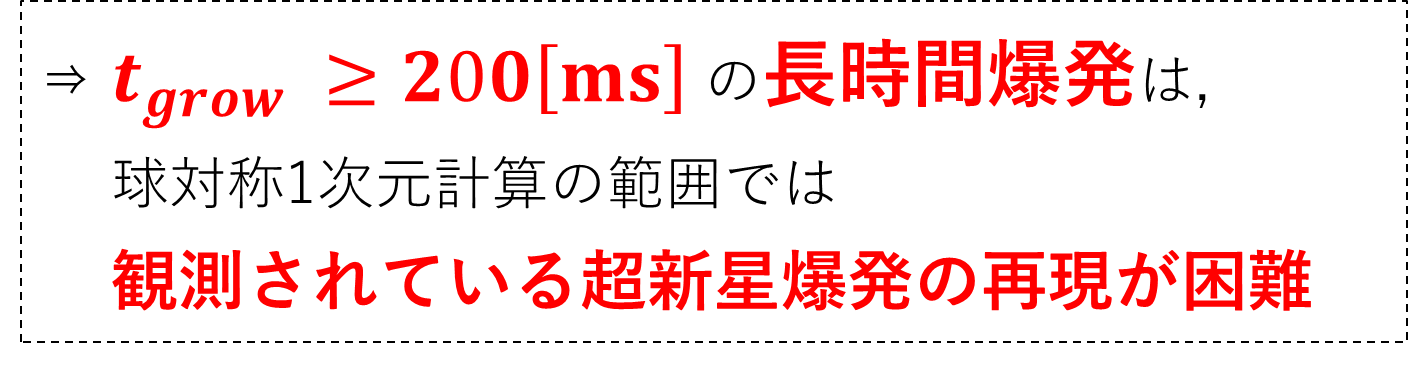 ⇒ t_grow ≥ 200[ms] の長時間爆発は,
球対称1次元計算の範囲では
観測されている超新星爆発の再現が困難